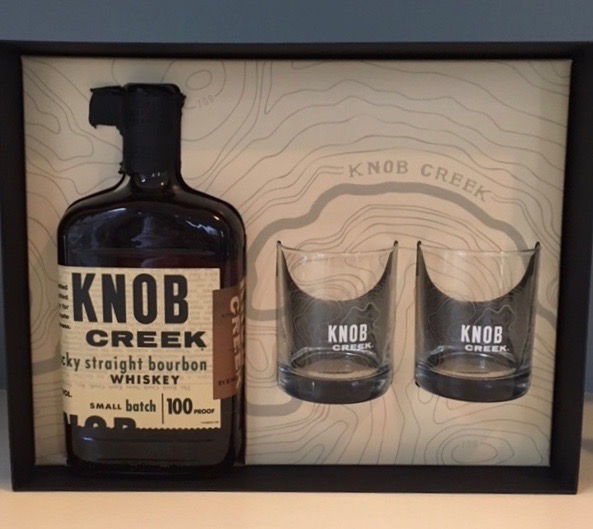 KNOB CREEK
KNOB
CREEK
cky straight bourbon
WHISKEY
SMALL batch 100 PROOF
KNOB
CREEK
KNOB
CREEK